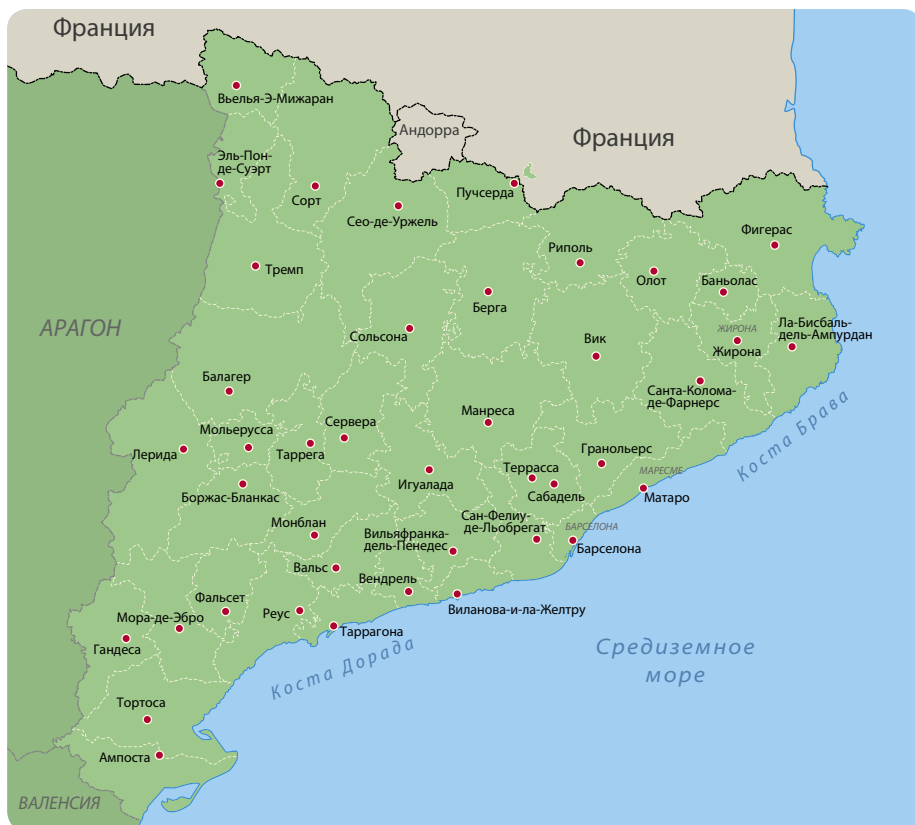 Франция
Вьелья-Э-Мижаран
Андорра
Франция
Эль-Пон-
де-Суэрт
Сорт
Сео-де-Уржель
Пучсерда
Фигерас
Риполь
Олот
Баньолас
Тремп
Берга
АРАГОН
Сольсона
Вик
ЖИРОНА
Жирона
Ла-Бисбаль-
дель-Ампурдан
Балагер
Санта-Колома-
де-Фарнерс
Манреса
Сервера
Мольерусса
Таррега
Лерида
Гранольерс
Коста Брава
Террасса
МАРЕСМЕ
Боржас-Бланкас
Игуалада
Сабадель
Матаро
Монблан
Сан-Фелиу-
де-Льобрегат
Вильяфранка-
дель-Пенедес
БАРСЕЛОНА
Барселона
Вальс
Вендрель
Фальсет
Реус
Виланова-и-ла-Желтру
Мора-де-Эбро
Таррагона
Гандеса
Коста Дорада
Средиземное
море
Тортоса
Ампоста
ВАЛЕНСИЯ